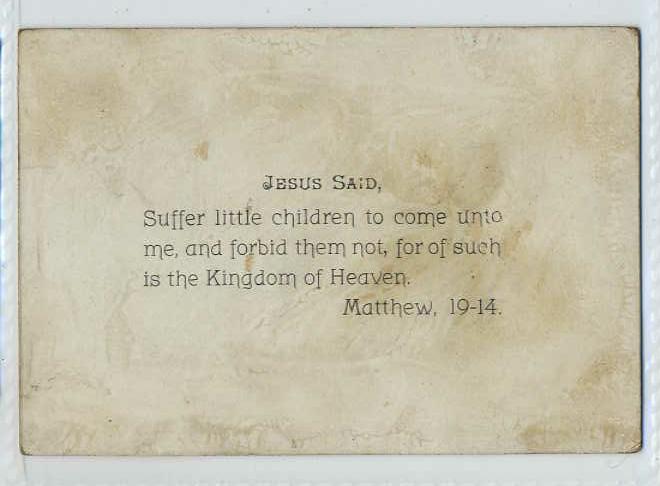 Jesus Said,
Suffer little children to come unto
me, and forbid them not, for of such
is the Kingdom of Heaven.
Matthew, 19-14.